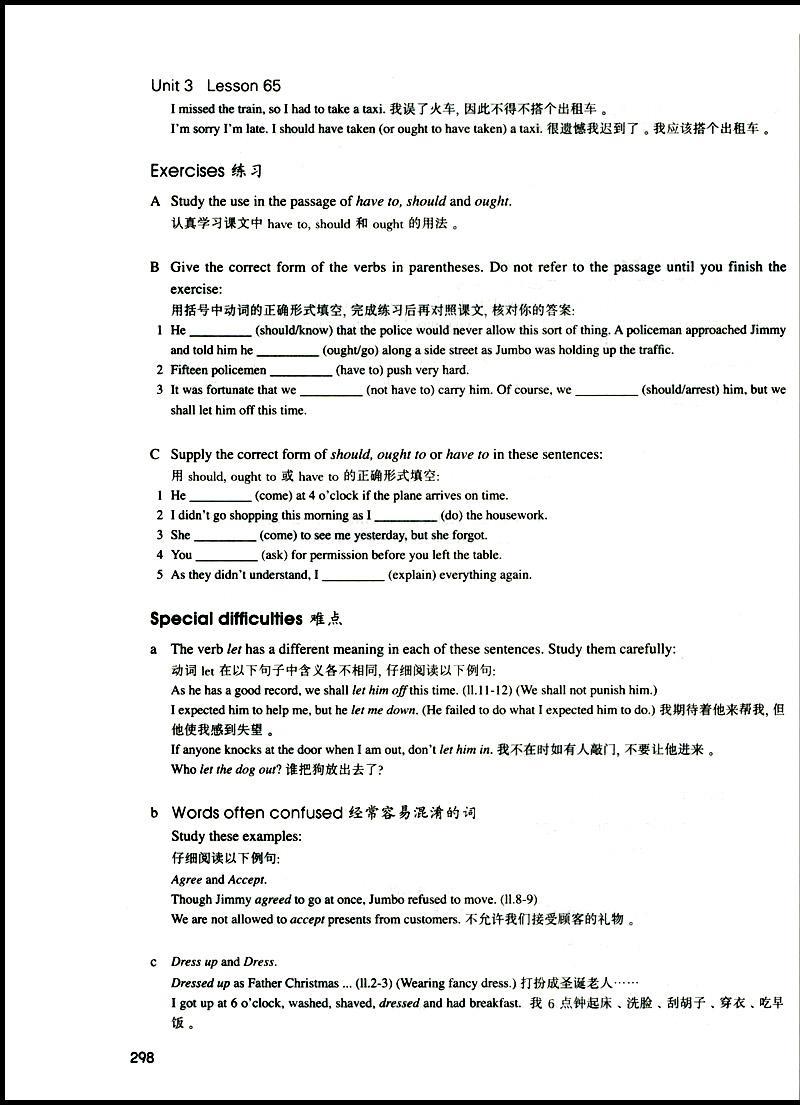 Unit 3 Lesson 65
I missed the train, so I had to take a taxi. 我误了火车, 因此不得不搭个出租车 。
I'm sorry I'm late. I should have taken (or ought to have taken) a taxi. 很遗憾我迟到了 。我应该搭个出租车 。
Exercises 练习
A Study the use in the passage of have to, should and ought.
认真学习课文中 have to, should 和 ought 的用法 。
B Give the correct form of the verbs in parentheses. Do not refer to the passage until you finish the
exercise:
用括号中动词的正确形式填空, 完成练习后再对照课文, 核对你的答案:
1 He __________ (should/know) that the police would never allow this sort of thing. A policeman approached Jimmy
and told him he __________ (ought/go) along a side street as Jumbo was holding up the traffic.
2 Fifteen policemen __________ (have to) push very hard.
3 It was fortunate that we __________ (not have to) carry him. Of course, we __________ (should/arrest) him, but we
shall let him off this time.
C Supply the correct form of should, ought to or have to in these sentences:
用 should, ought to 或 have to 的正确形式填空:
1 He __________ (come) at 4 o'clock if the plane arrives on time.
2 I didn't go shopping this morning as I __________ (do) the housework.
3 She __________ (come) to see me yesterday, but she forgot.
4 You __________ (ask) for permission before you left the table.
5 As they didn't understand, I __________ (explain) everything again.
Special difficulties 难点
a The verb let has a different meaning in each of these sentences. Study them carefully:
动词 let 在以下句子中含义各不相同, 仔细阅读以下例句:
As he has a good record, we shall let him off this time. (ll.11-12) (We shall not punish him.)
I expected him to help me, but he let me down. (He failed to do what I expected him to do.) 我期待着他来帮我, 但
他使我感到失望 。
If anyone knocks at the door when I am out, don't let him in. 我不在时如有人敲门, 不要让他进来 。
Who let the dog out? 谁把狗放出去了?
b Words often confused 经常容易混淆的词
Study these examples:
仔细阅读以下例句:
Agree and Accept.
Though Jimmy agreed to go at once, Jumbo refused to move. (ll.8-9)
We are not allowed to accept presents from customers. 不允许我们接受顾客的礼物 。
c Dress up and Dress.
Dressed up as Father Christmas ... (ll.2-3) (Wearing fancy dress.) 打扮成圣诞老人……
I got up at 6 o'clock, washed, shaved, dressed and had breakfast. 我 6 点钟起床 、洗脸 、刮胡子 、穿衣 、吃早
饭 。
298